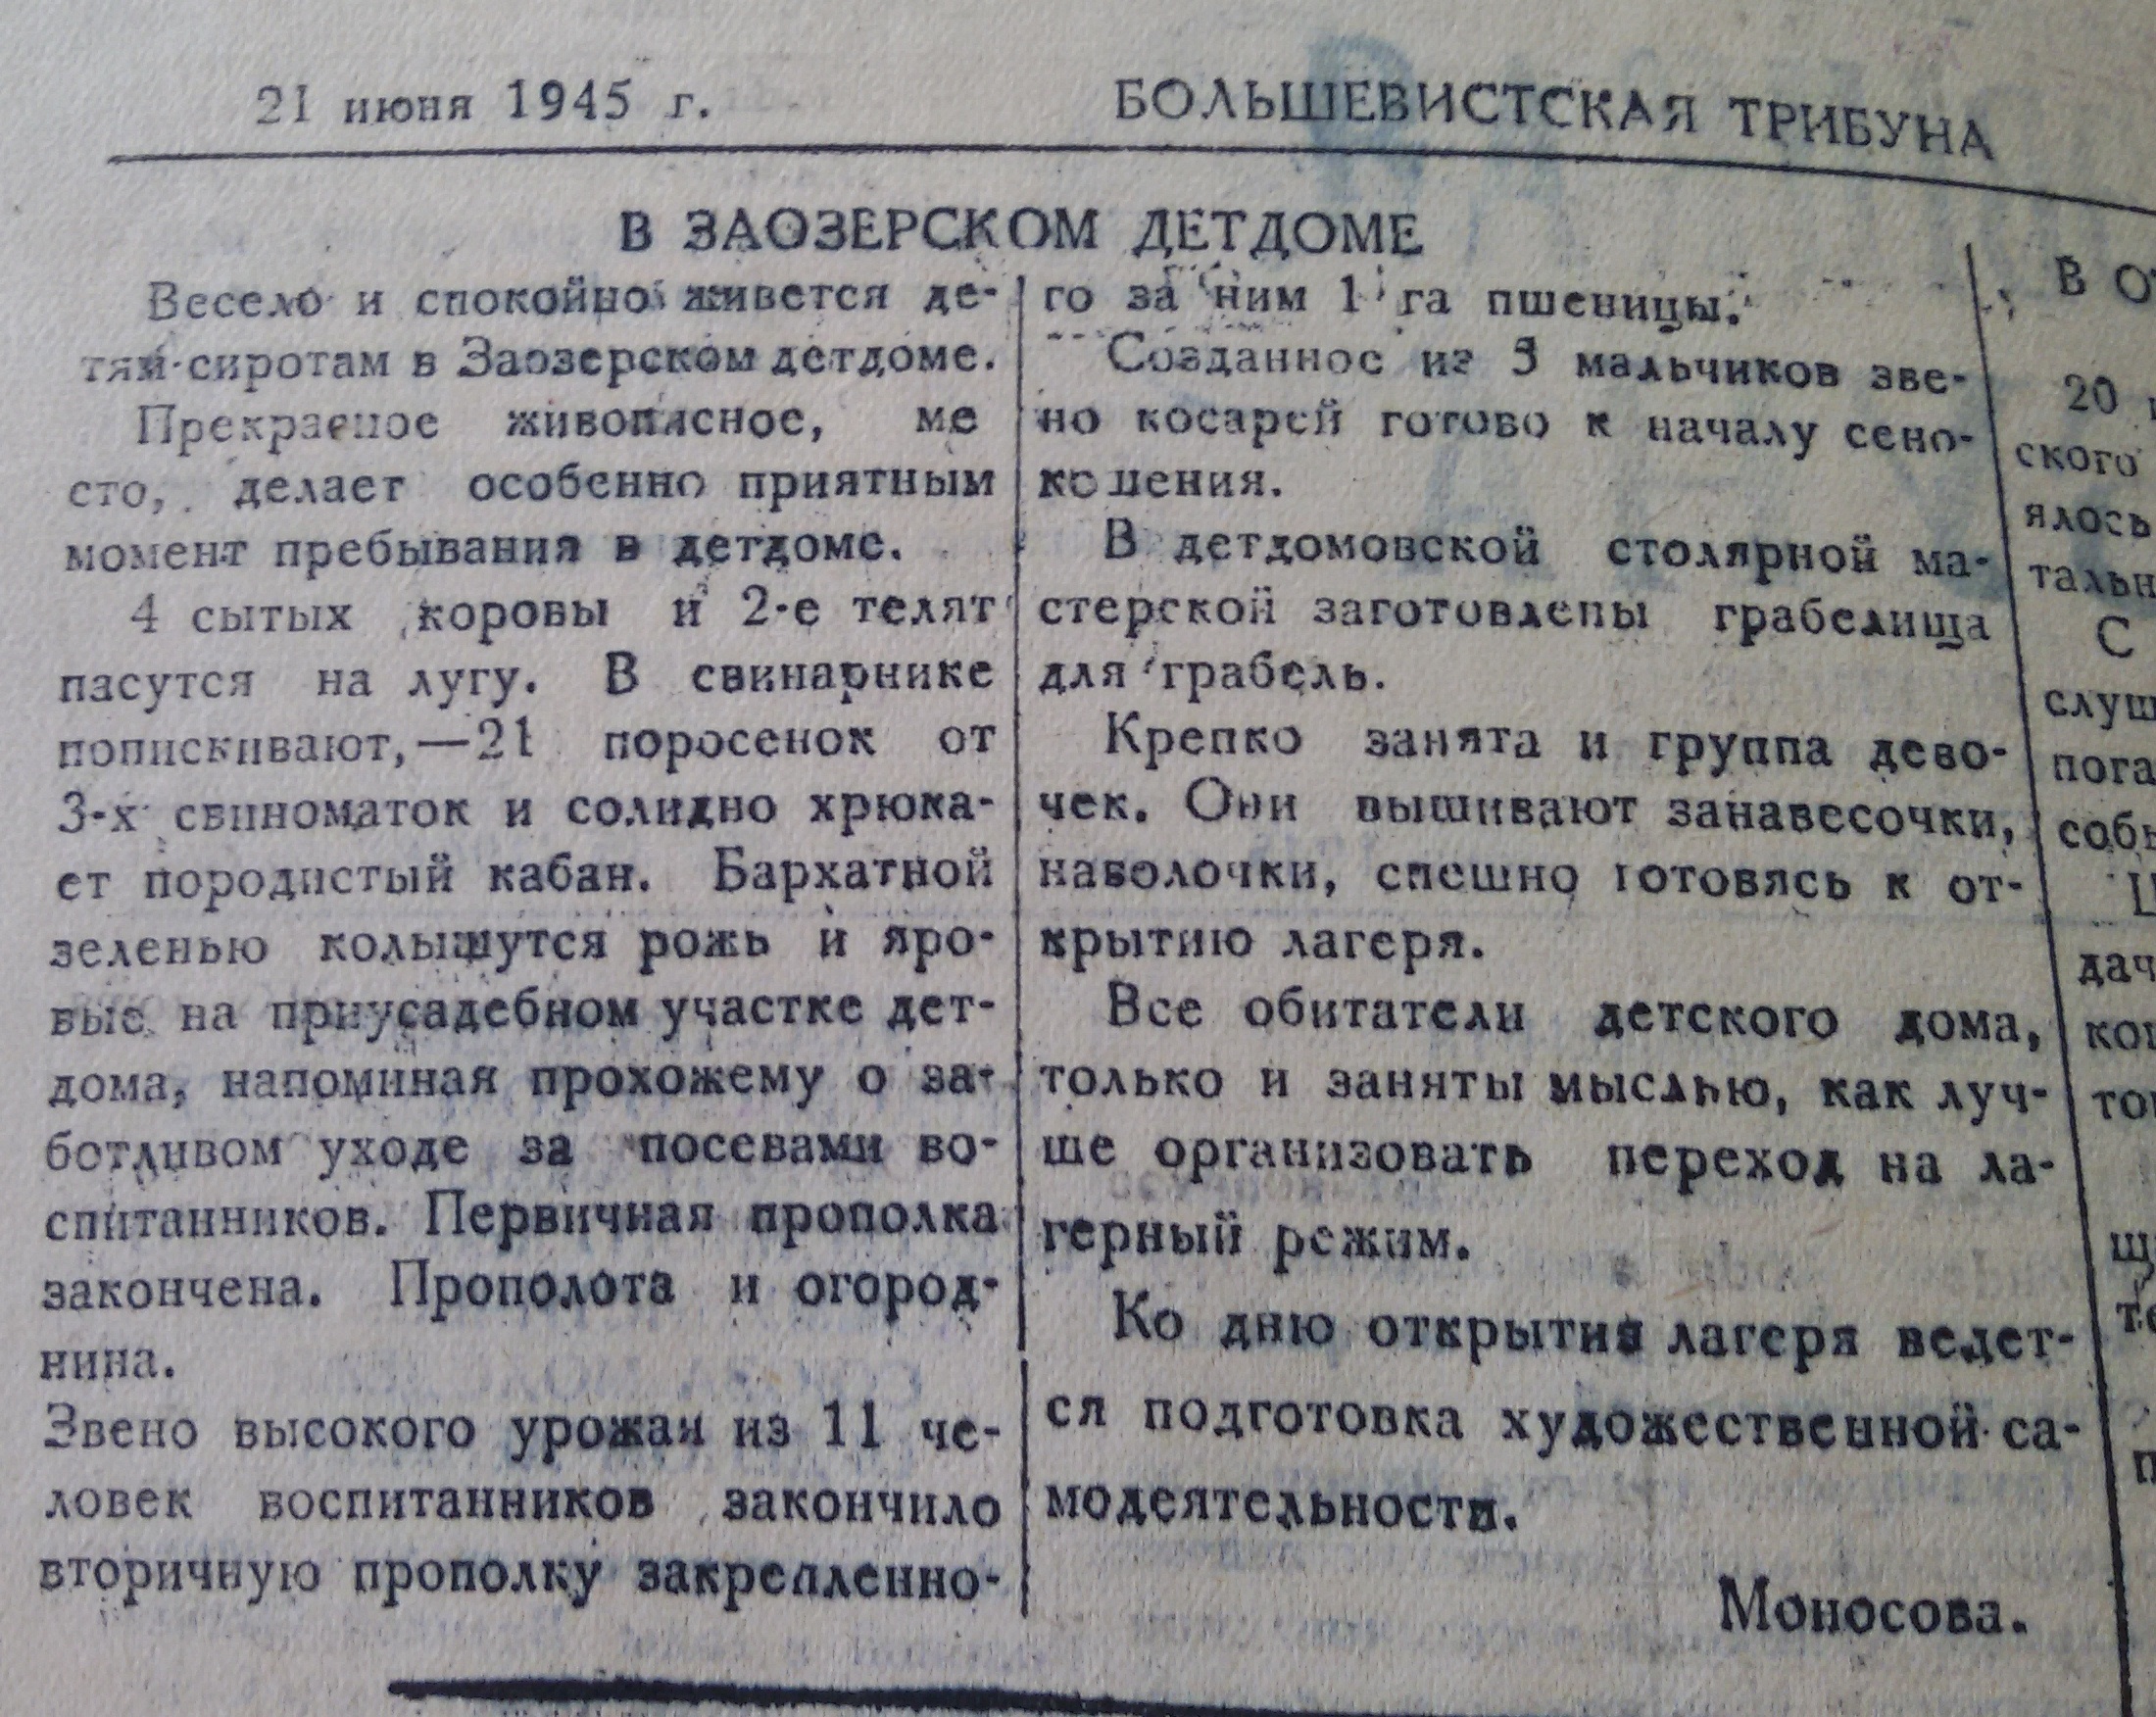 21 июня 1945 г.
БОЛЬШЕВИСТСКАЯ ТРИБУНА
В ЗАОЗЕРСКОМ ДЕТДОМЕ
Весело и спокойно живется де-
тям-сиротам в Заозерском детдоме.
Прекрасное живописное, ме
сто, делает особенно приятным
момент пребывания в детдоме.
4 сытых коровы и 2-е телят
пасутся на лугу. В свинарнике
попискивают,—21 поросенок от
3-х свиноматок и солидно хрюка-
ет породистый кабан. Бархатной
зеленью колышутся рожь и яро-
вые на приусадебном участке дет-
дома, напоминая прохожему о за-
ботливом уходе за посевами во-
спитанников. Первичная прополка
закончена. Прополота и огород-
нина.
Звено высокого урожая из 11 че-
ловек воспитанников закончило
вторичную прополку закрепленно-
го за ним 1 га пшеницы.
Созданное из 5 мальчиков зве-
но косарей готово к началу сено-
кошения.
В детдомовской столярной ма-
стерской заготовлены грабелища
для грабель.
Крепко занята и группа дево-
чек. Они вышивают занавесочки,
наволочки, спешно готовясь к от-
крытию лагеря.
Все обитатели детского дома,
только и заняты мыслью, как луч-
ше организовать переход на ла-
герный режим.
Ко дню открытия лагеря ведет-
ся подготовка художественной са-
модеятельности.
Моносова.
В О
20
ского
ялось
тальн
С
слуш
пога
собы
дач
ког